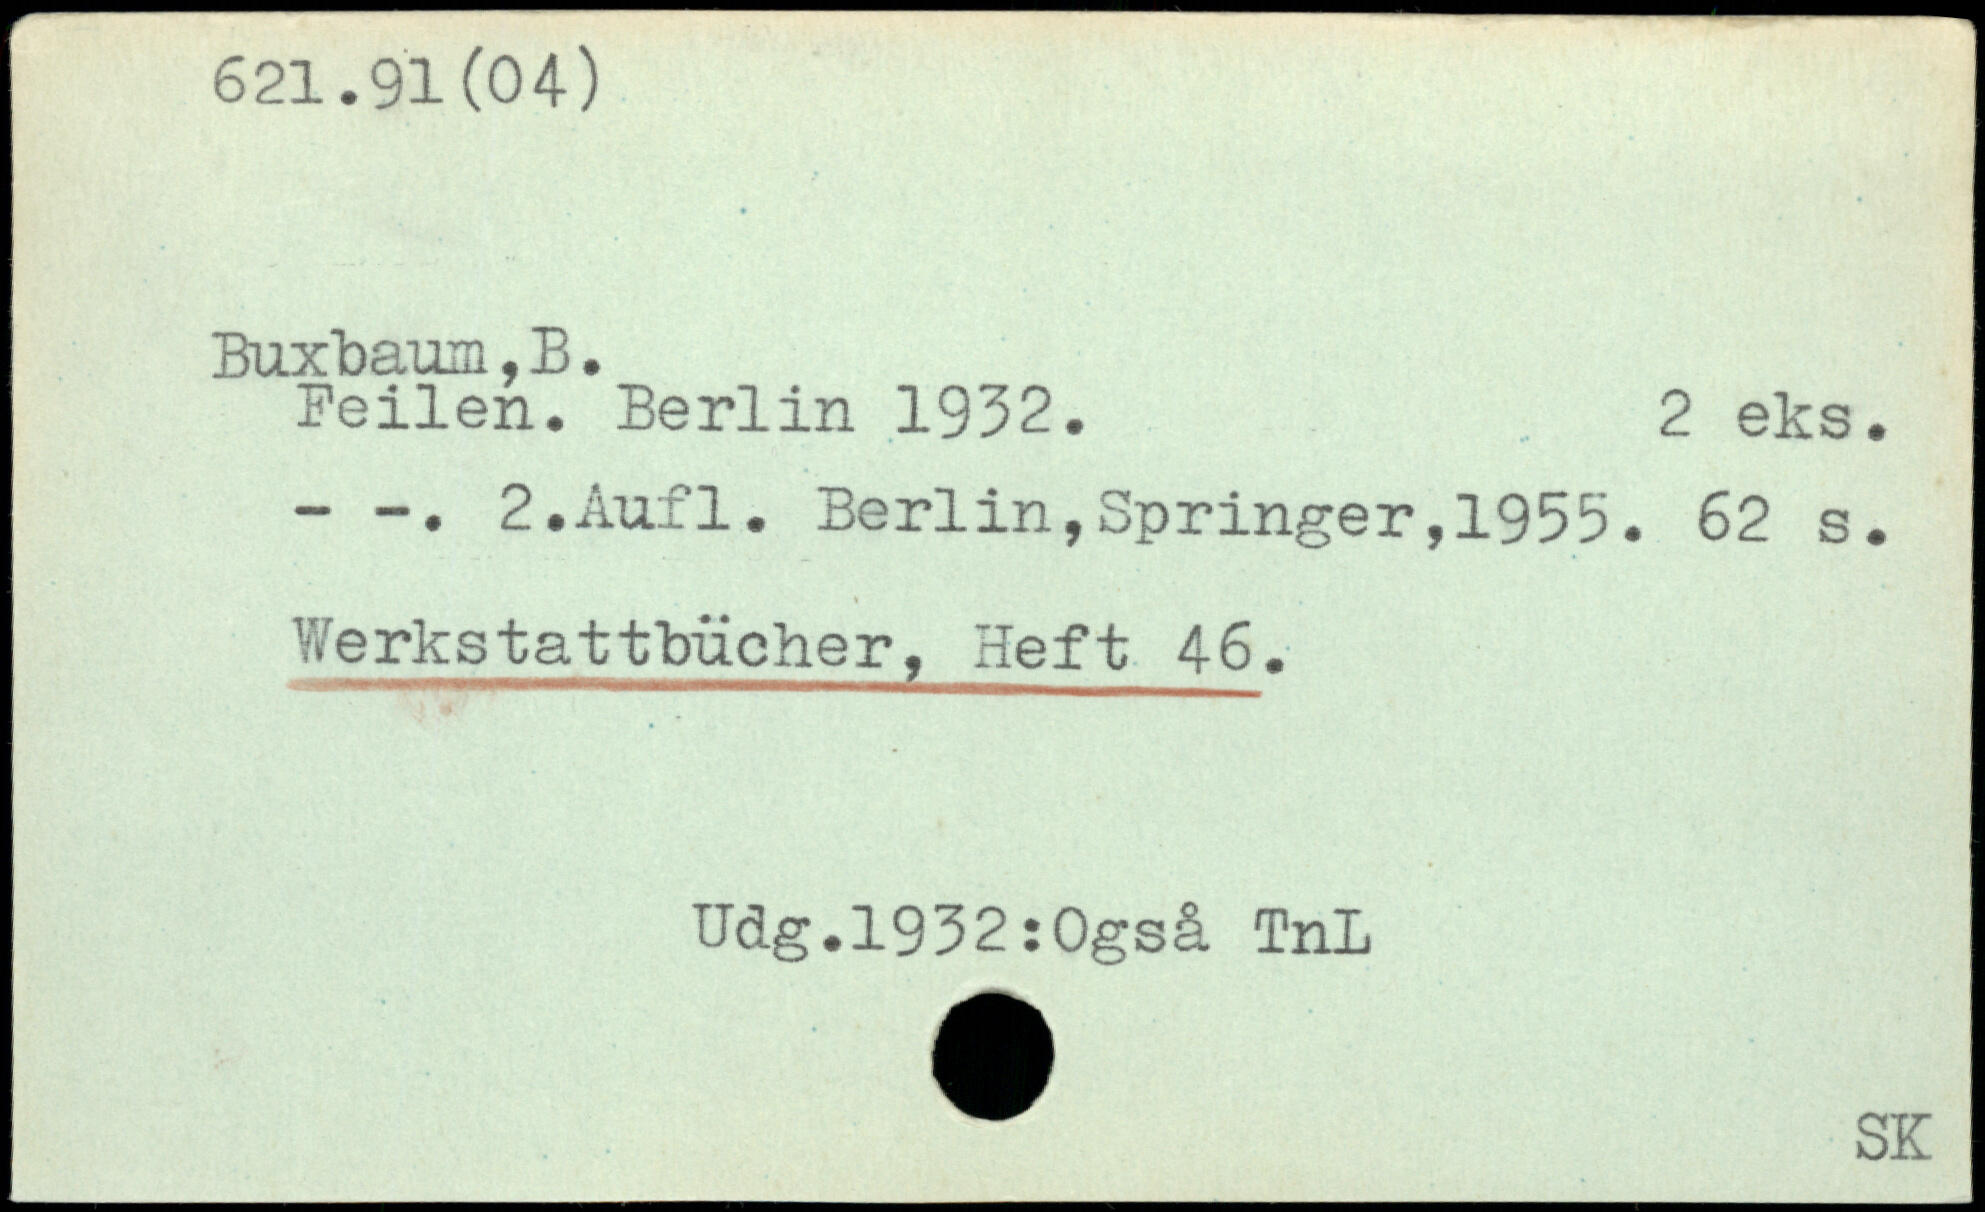 621.91(04)
Buxbaum,B.
Feilen. Berlin 1932. 2 eks.
- -. 2.Aufl. Berlin,Springer,1955. 62 s.
Werkstattbücher, Heft 46.
Udg.1932:Også TnL
SK